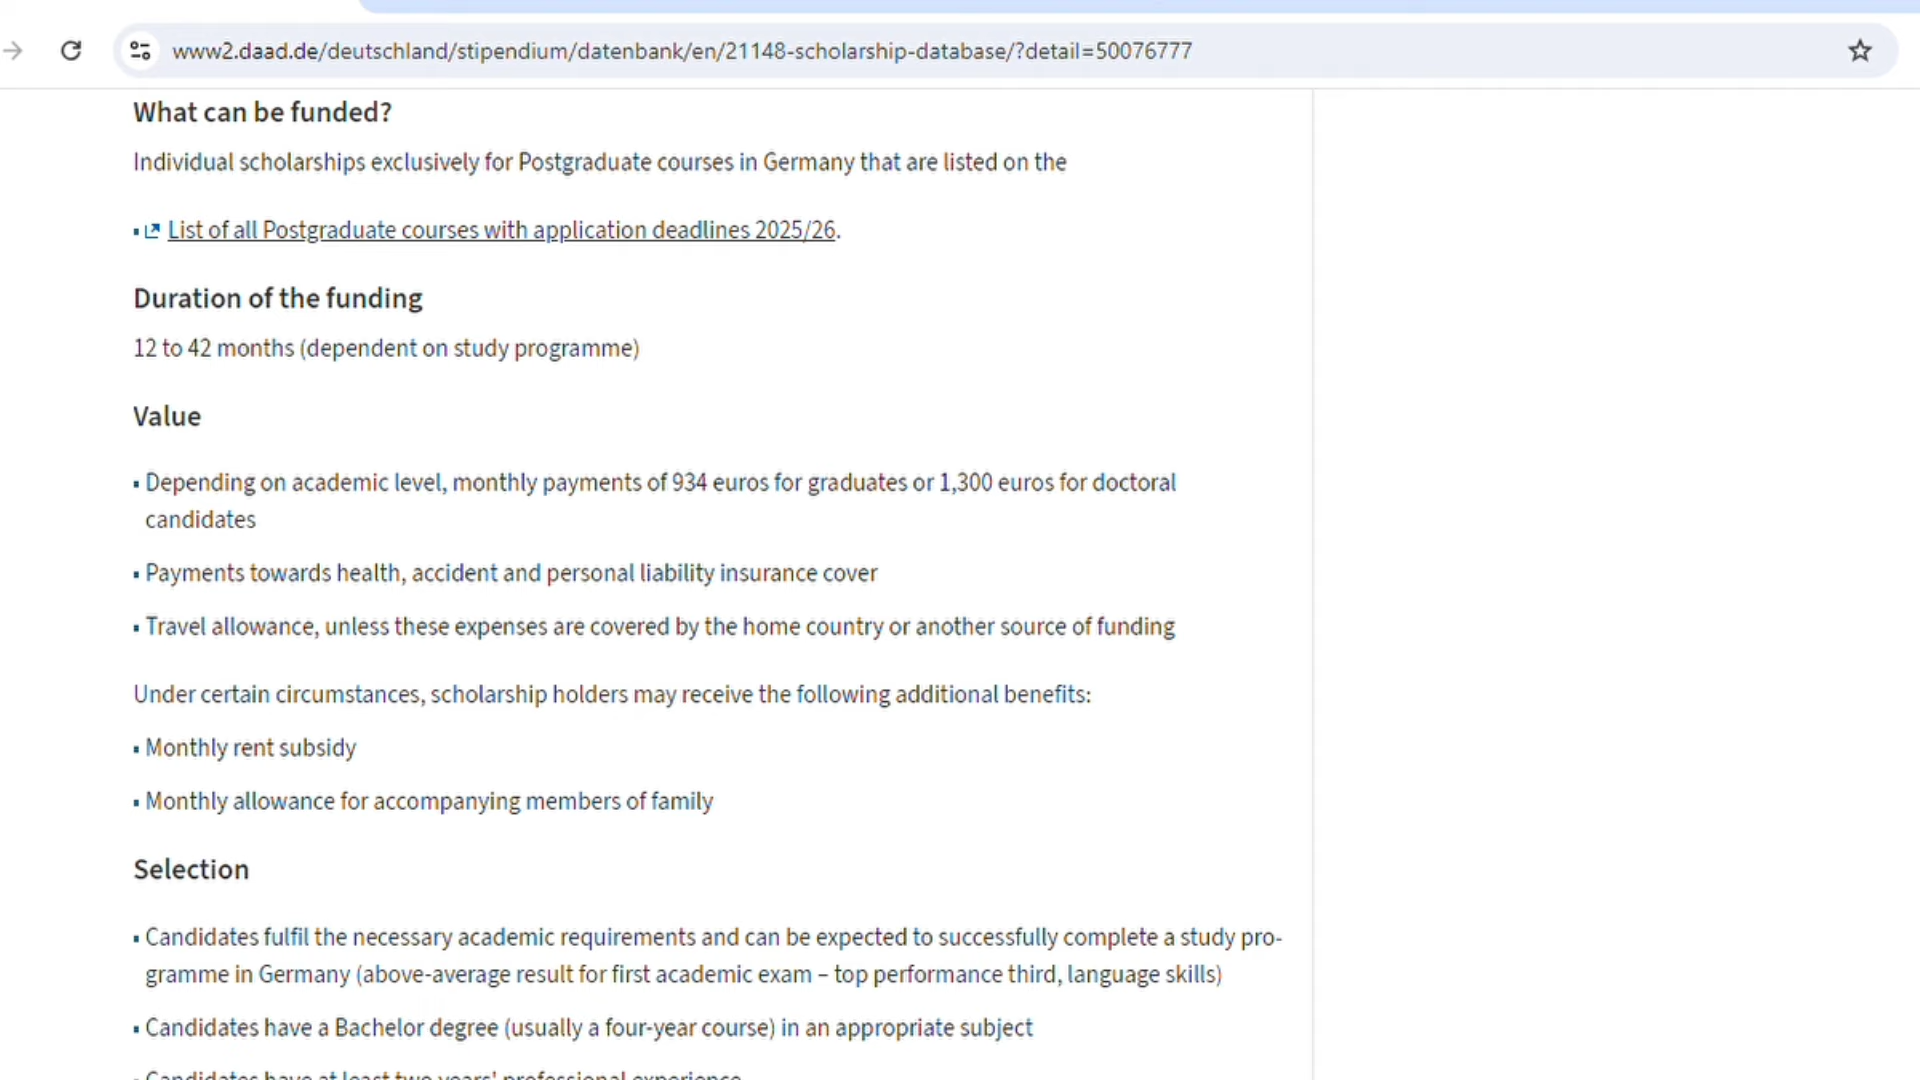 www2.daad.de/deutschland/stipendium/datenbank/en/21148-scholarship-database/?detail=50076777
What can be funded?
Individual scholarships exclusively for Postgraduate courses in Germany that are listed on the
▪ List of all Postgraduate courses with application deadlines 2025/26.
Duration of the funding
12 to 42 months (dependent on study programme)
Value
▪ Depending on academic level, monthly payments of 934 euros for graduates or 1,300 euros for doctoral
candidates
▪ Payments towards health, accident and personal liability insurance cover
▪ Travel allowance, unless these expenses are covered by the home country or another source of funding
Under certain circumstances, scholarship holders may receive the following additional benefits:
▪ Monthly rent subsidy
▪ Monthly allowance for accompanying members of family
Selection
▪ Candidates fulfil the necessary academic requirements and can be expected to successfully complete a study pro-
gramme in Germany (above-average result for first academic exam – top performance third, language skills)
▪ Candidates have a Bachelor degree (usually a four-year course) in an appropriate subject
▪ Candidates have at least two years' professional experience